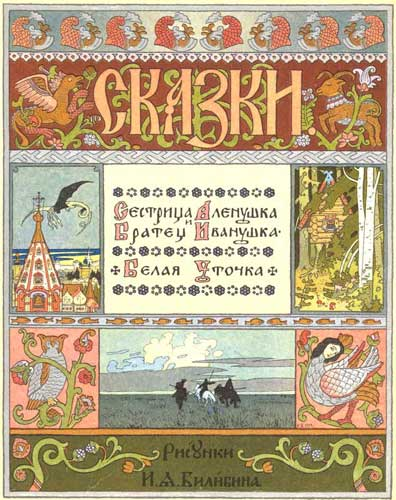 СКАЗКИ.
Сестрица Аленушка
и
Братец Иванушка.
Белая Уточка
Рисунки
И. Я. Билибина